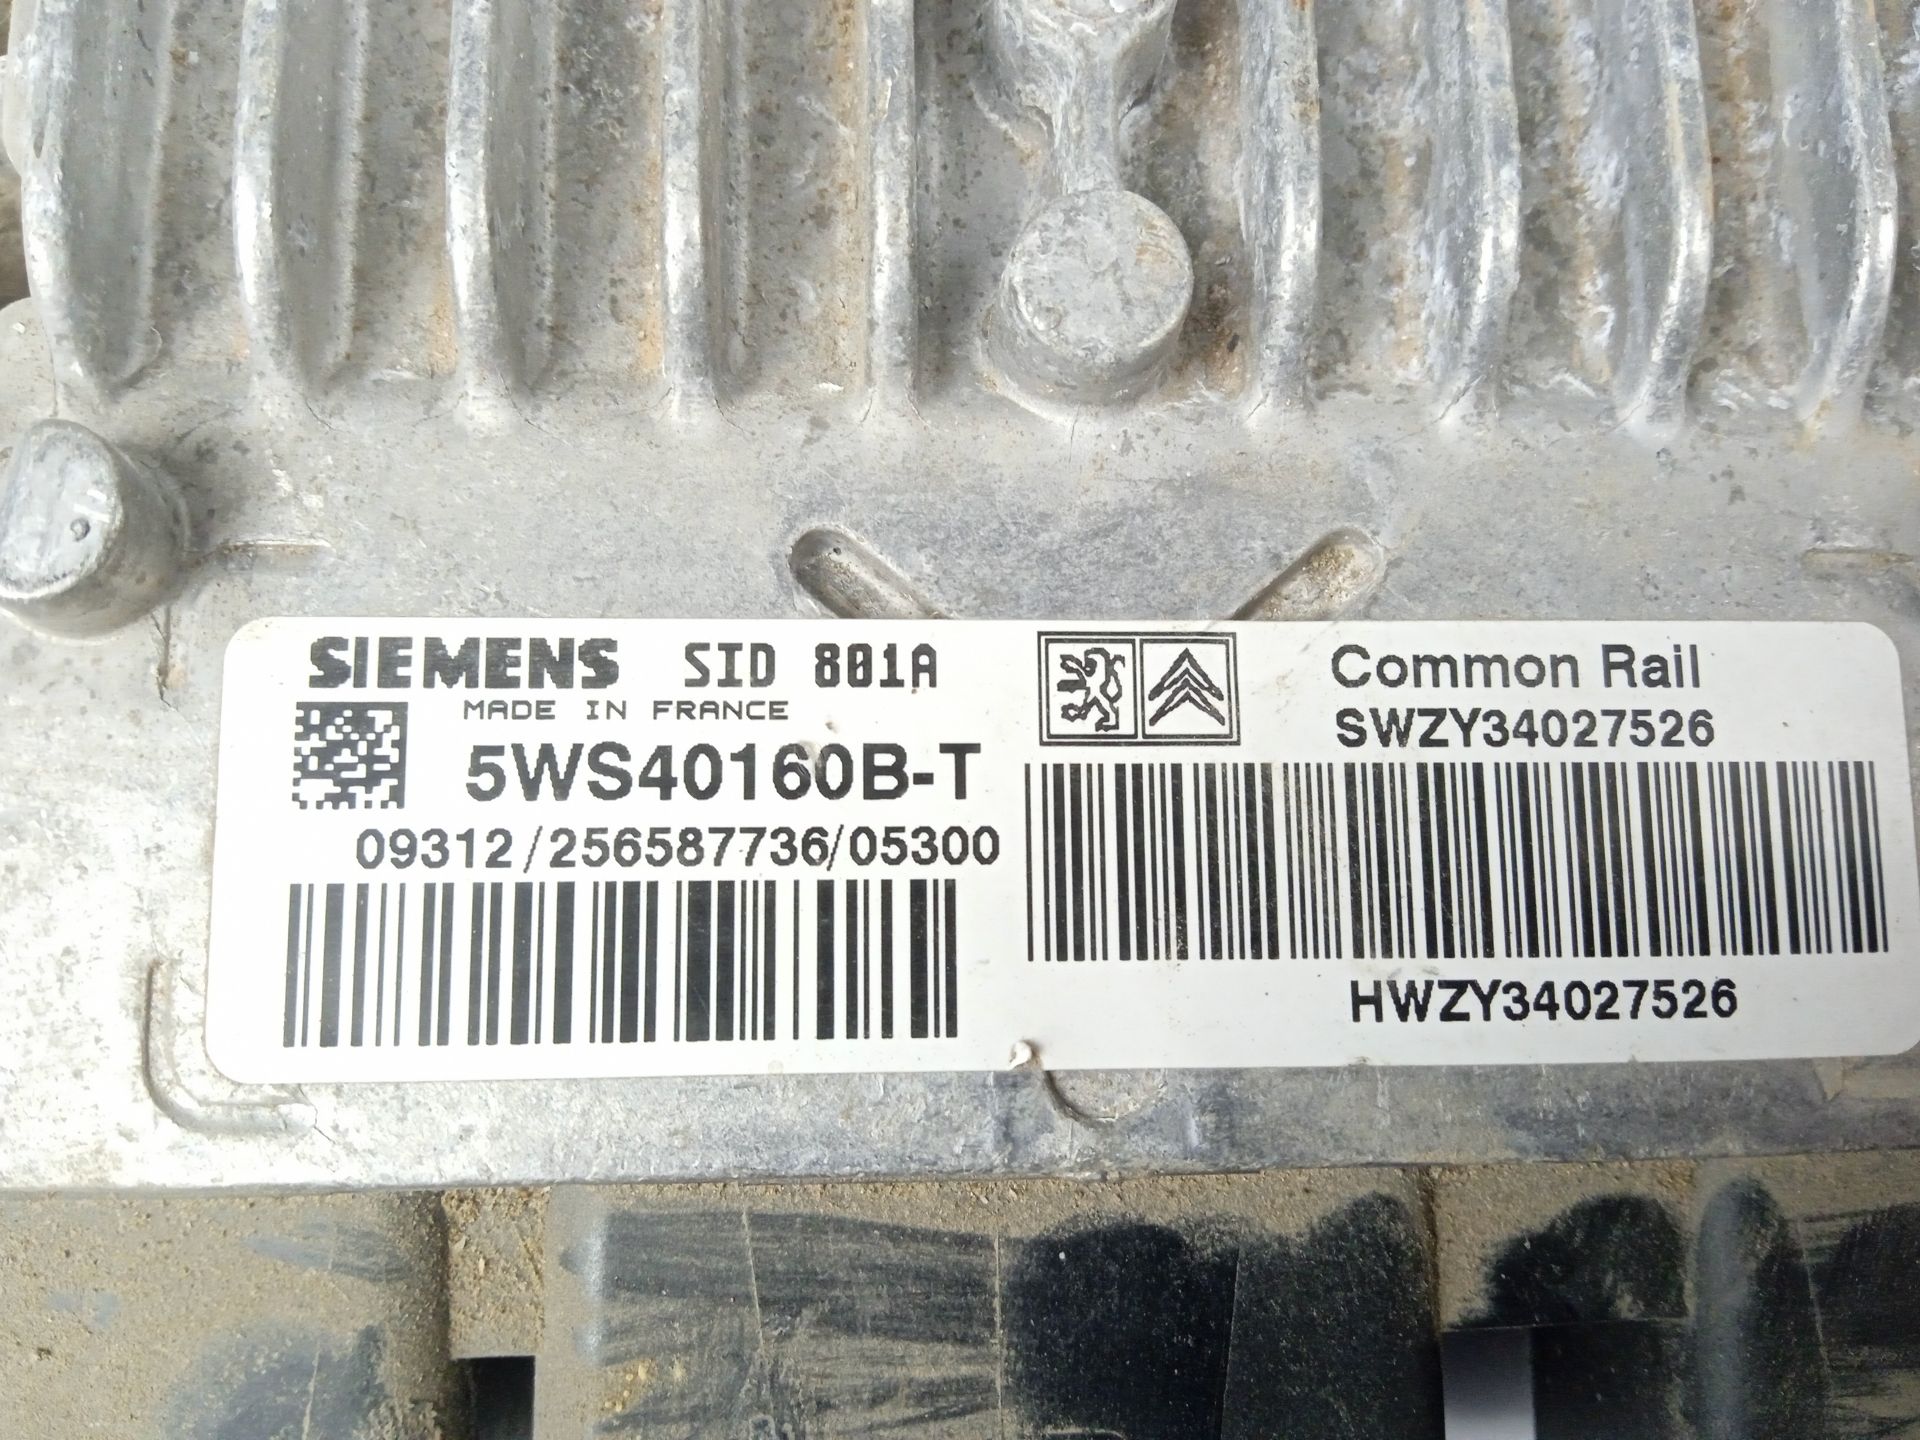 SIEMENS SID 801A
MADE IN FRANCE
5WS40160B-T
09312/256587736/05300
Common Rail
SWZY34027526
HWZY34027526